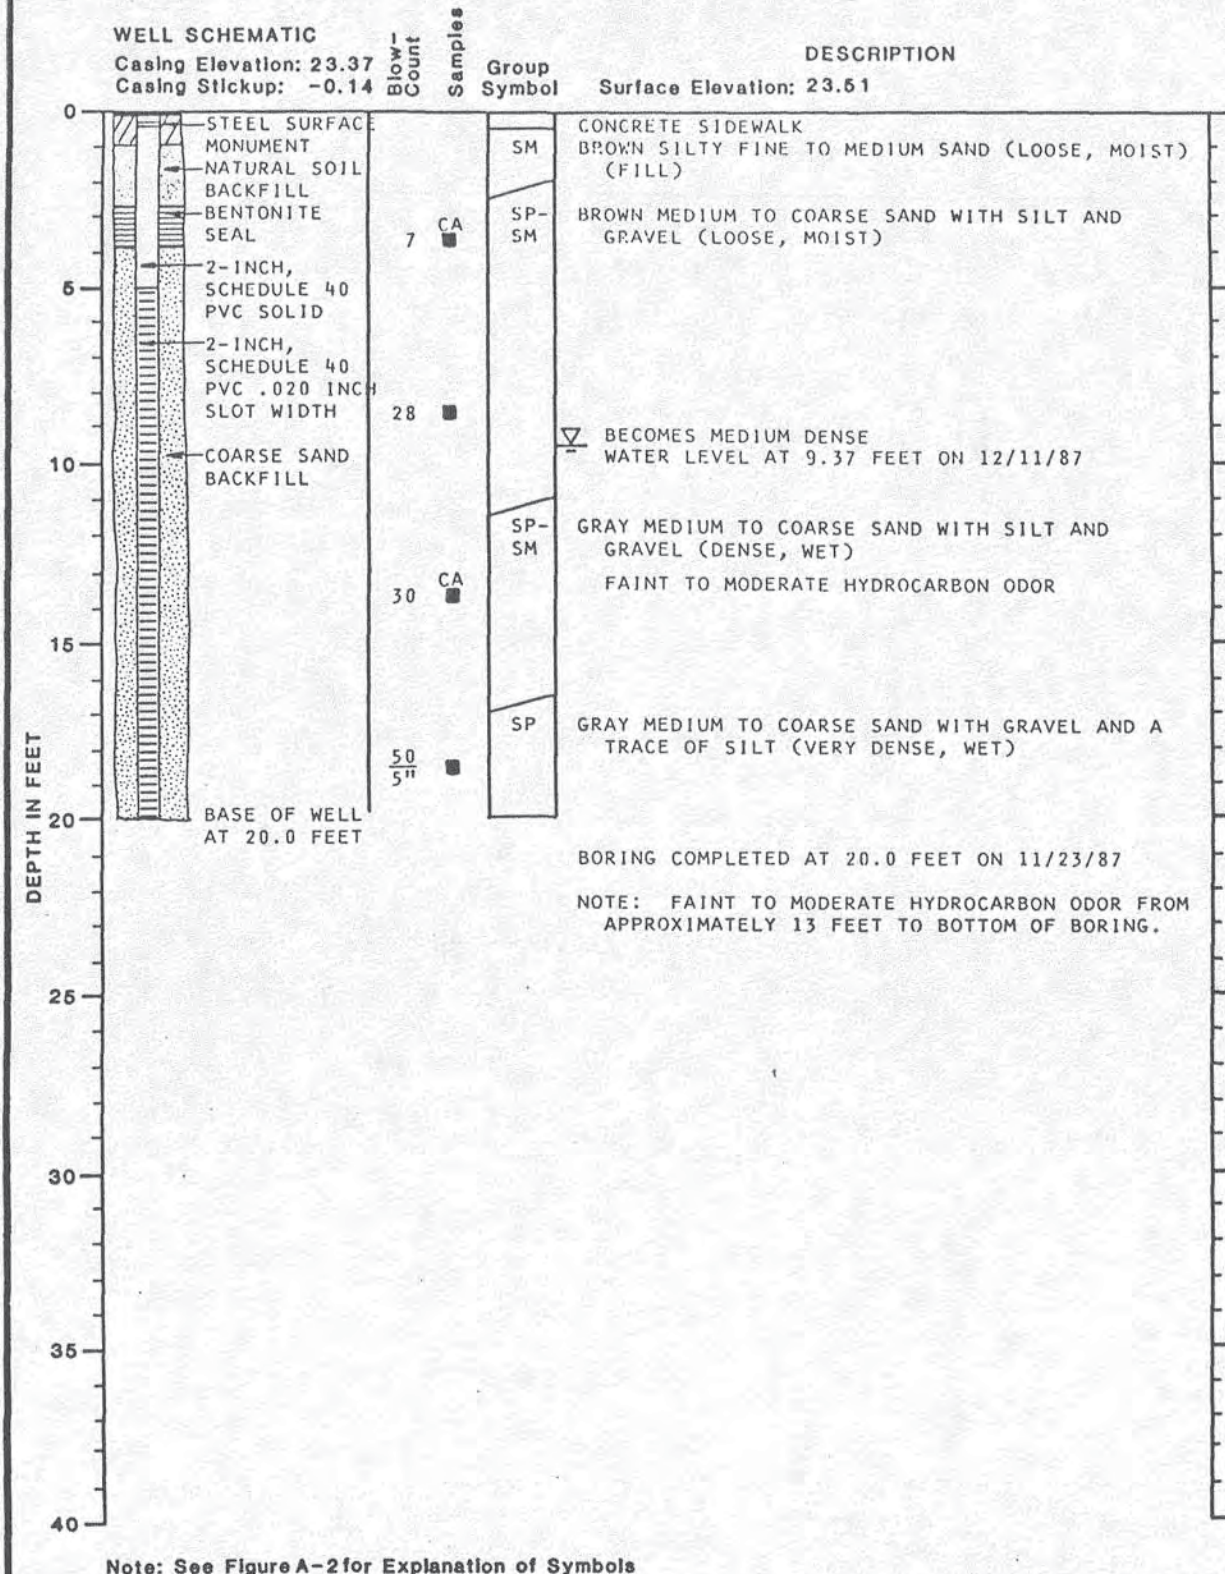 WELL SCHEMATIC
Casing Elevation: 23.37
Casing Stickup: -0.14
Blow-
Count
Samples
Group
Symbol
DESCRIPTION
Surface Elevation: 23.51
0
5
10
15
20
25
30
35
40
DEPTH IN FEET
STEEL SURFACE
MONUMENT
NATURAL SOIL
BACKFILL
BENTONITE
SEAL
2-INCH,
SCHEDULE 40
PVC SOLID
2-INCH,
SCHEDULE 40
PVC .020 INCH
SLOT WIDTH
COARSE SAND
BACKFILL
BASE OF WELL
AT 20.0 FEET
7
CA
28
30
CA
50
5"
CONCRETE SIDEWALK
SM
BROWN SILTY FINE TO MEDIUM SAND (LOOSE, MOIST)
(FILL)
SP-
SM
BROWN MEDIUM TO COARSE SAND WITH SILT AND
GRAVEL (LOOSE, MOIST)
BECOMES MEDIUM DENSE
WATER LEVEL AT 9.37 FEET ON 12/11/87
SP-
SM
GRAY MEDIUM TO COARSE SAND WITH SILT AND
GRAVEL (DENSE, WET)
FAINT TO MODERATE HYDROCARBON ODOR
SP
GRAY MEDIUM TO COARSE SAND WITH GRAVEL AND A
TRACE OF SILT (VERY DENSE, WET)
BORING COMPLETED AT 20.0 FEET ON 11/23/87
NOTE: FAINT TO MODERATE HYDROCARBON ODOR FROM
APPROXIMATELY 13 FEET TO BOTTOM OF BORING.
Note: See Figure A-2 for Explanation of Symbols